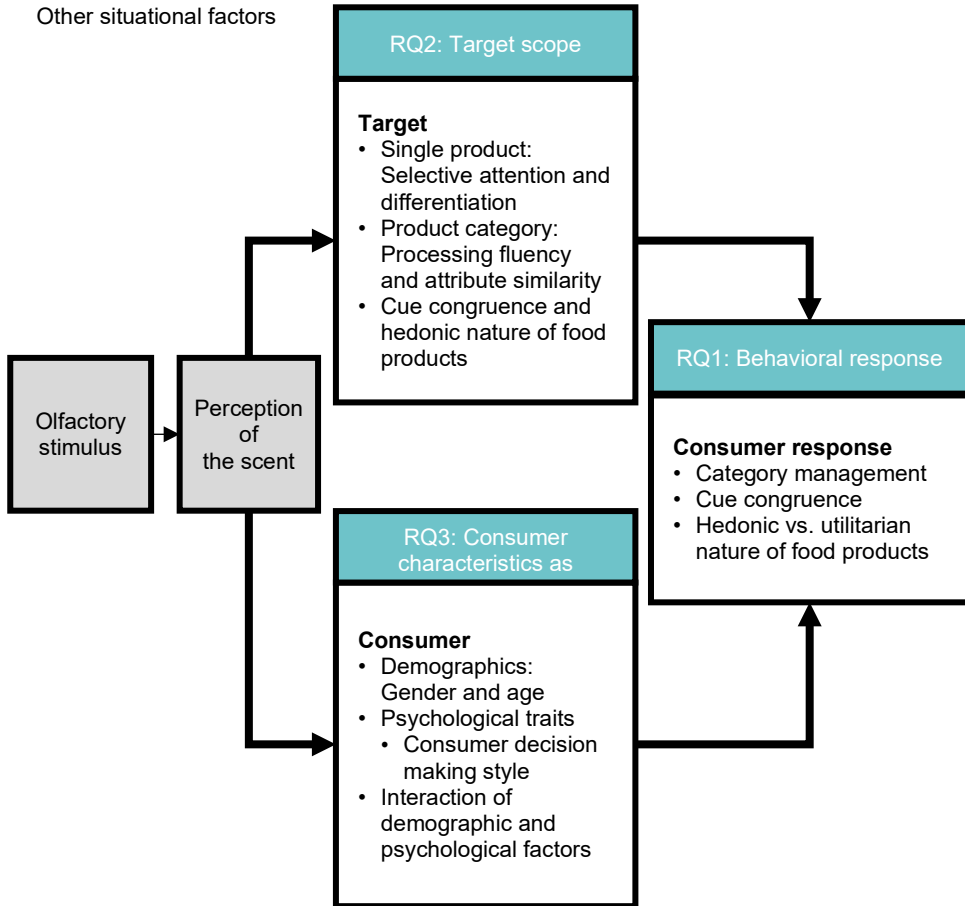 Other situational factors
RQ2: Target scope
Target
• Single product:
Selective attention and
differentiation
• Product category:
Processing fluency
and attribute similarity
• Cue congruence and
hedonic nature of food
products
Olfactory
stimulus
Perception
of
the scent
RQ1: Behavioral response
Consumer response
• Category management
• Cue congruence
• Hedonic vs. utilitarian
nature of food products
RQ3: Consumer
characteristics as
Consumer
• Demographics:
Gender and age
• Psychological traits
• Consumer decision
making style
• Interaction of
demographic and
psychological factors